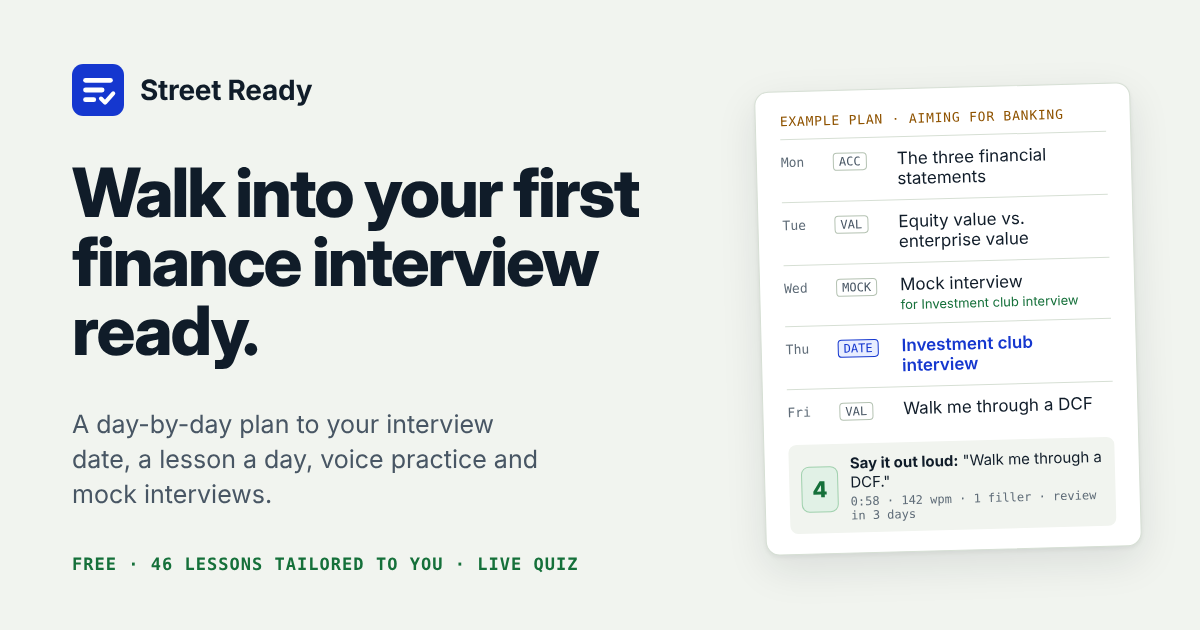 Street Ready
Walk into your first
finance interview
ready.
A day-by-day plan to your interview
date, a lesson a day, voice practice and
mock interviews.
FREE · 46 LESSONS TAILORED TO YOU · LIVE QUIZ
EXAMPLE PLAN · AIMING FOR BANKING
Mon ACC The three financial
statements
Tue VAL Equity value vs.
enterprise value
Wed MOCK Mock interview
for Investment club interview
Thu DATE Investment club
interview
Fri VAL Walk me through a DCF
4
Say it out loud: "Walk me through a
DCF."
0:58 · 142 wpm · 1 filler · review
in 3 days